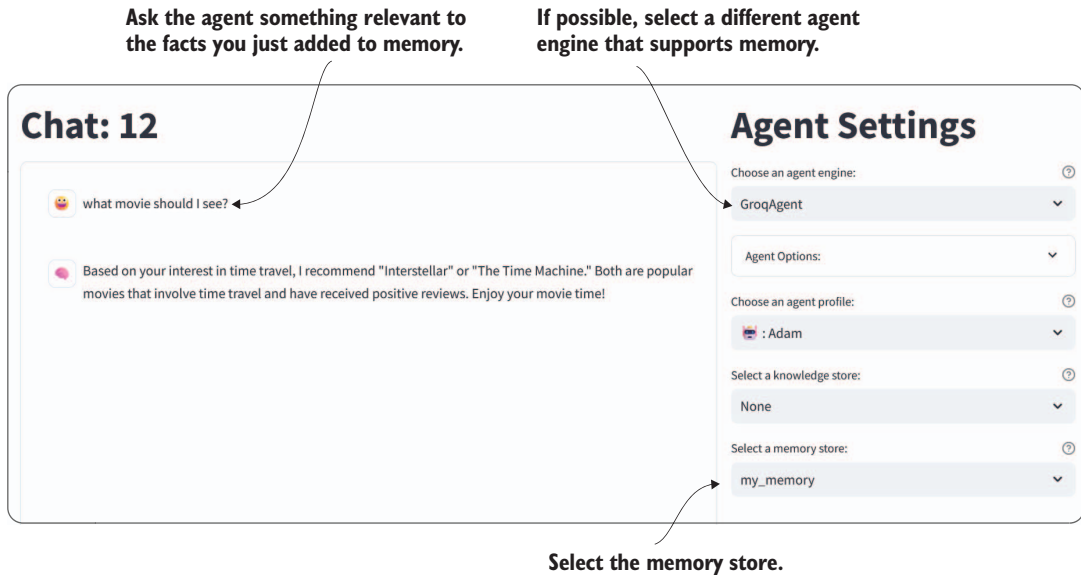 Ask the agent something relevant to
the facts you just added to memory.
If possible, select a different agent
engine that supports memory.
Chat: 12
what movie should I see?
Based on your interest in time travel, I recommend "Interstellar" or "The Time Machine." Both are popular
movies that involve time travel and have received positive reviews. Enjoy your movie time!
Agent Settings
Choose an agent engine:
GroqAgent
Agent Options:
Choose an agent profile:
: Adam
Select a knowledge store:
None
Select a memory store:
my_memory
Select the memory store.